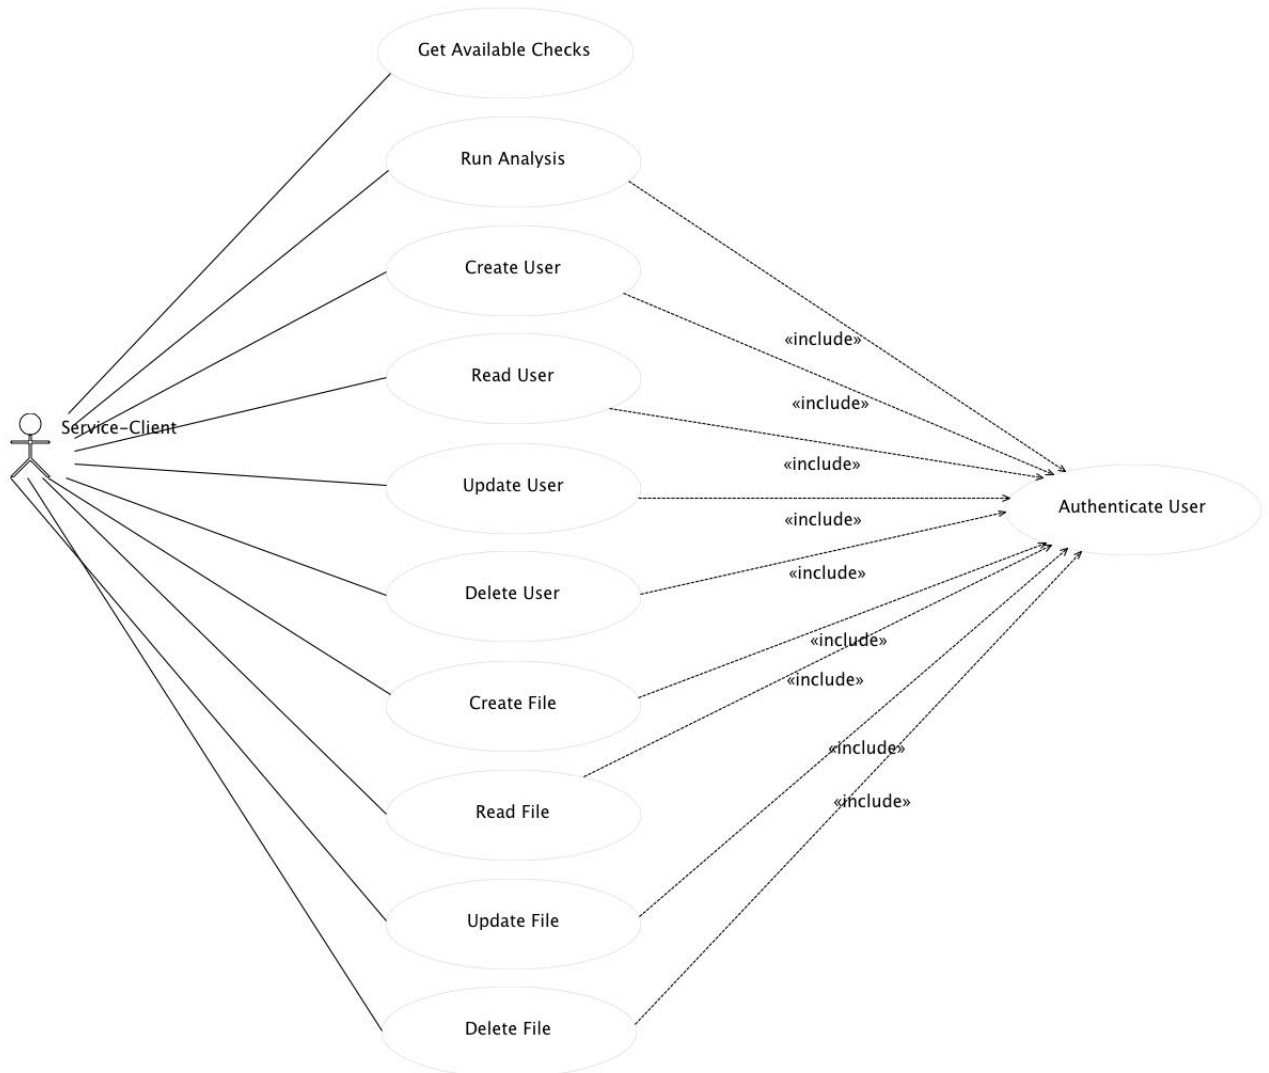 Get Available Checks
Run Analysis
Create User
«include»
Read User
«include»
Service-Client
«include»
Update User
Authenticate User
«include»
«include»
Delete User
«include»
Create File
«include»
«include»
Read File
«include»
Update File
Delete File